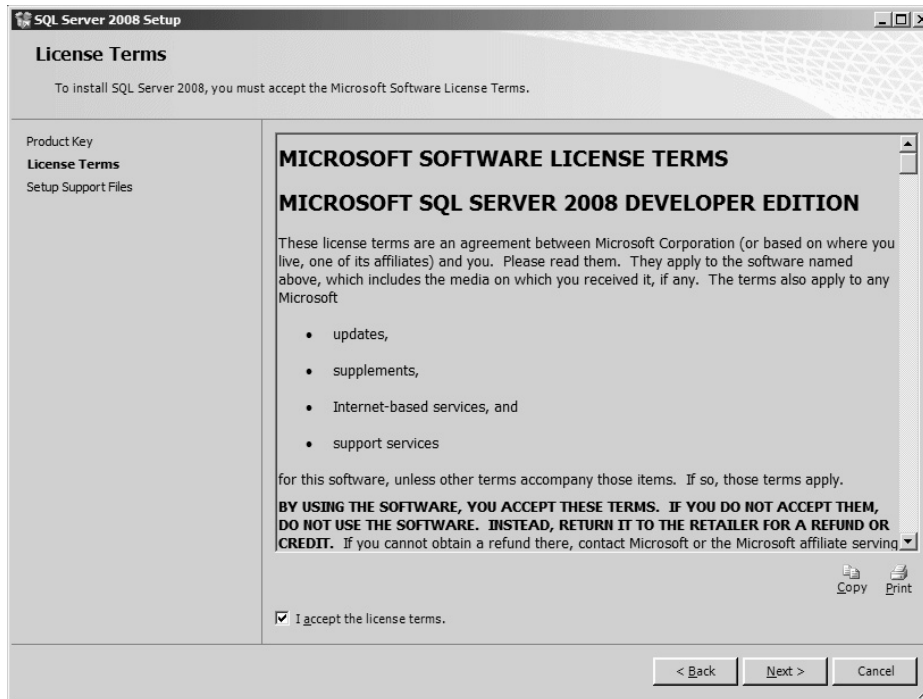 SQL Server 2008 Setup
License Terms
To install SQL Server 2008, you must accept the Microsoft Software License Terms.
Product Key
License Terms
Setup Support Files
MICROSOFT SOFTWARE LICENSE TERMS
MICROSOFT SQL SERVER 2008 DEVELOPER EDITION
These license terms are an agreement between Microsoft Corporation (or based on where you
live, one of its affiliates) and you.  Please read them.  They apply to the software named
above, which includes the media on which you received it, if any.  The terms also apply to any
Microsoft
• updates,
• supplements,
• Internet-based services, and
• support services
for this software, unless other terms accompany those items.  If so, those terms apply.
BY USING THE SOFTWARE, YOU ACCEPT THESE TERMS.  IF YOU DO NOT ACCEPT THEM,
DO NOT USE THE SOFTWARE.  INSTEAD, RETURN IT TO THE RETAILER FOR A REFUND OR
CREDIT.  If you cannot obtain a refund there, contact Microsoft or the Microsoft affiliate serving
Copy Print
I accept the license terms.
< Back Next > Cancel